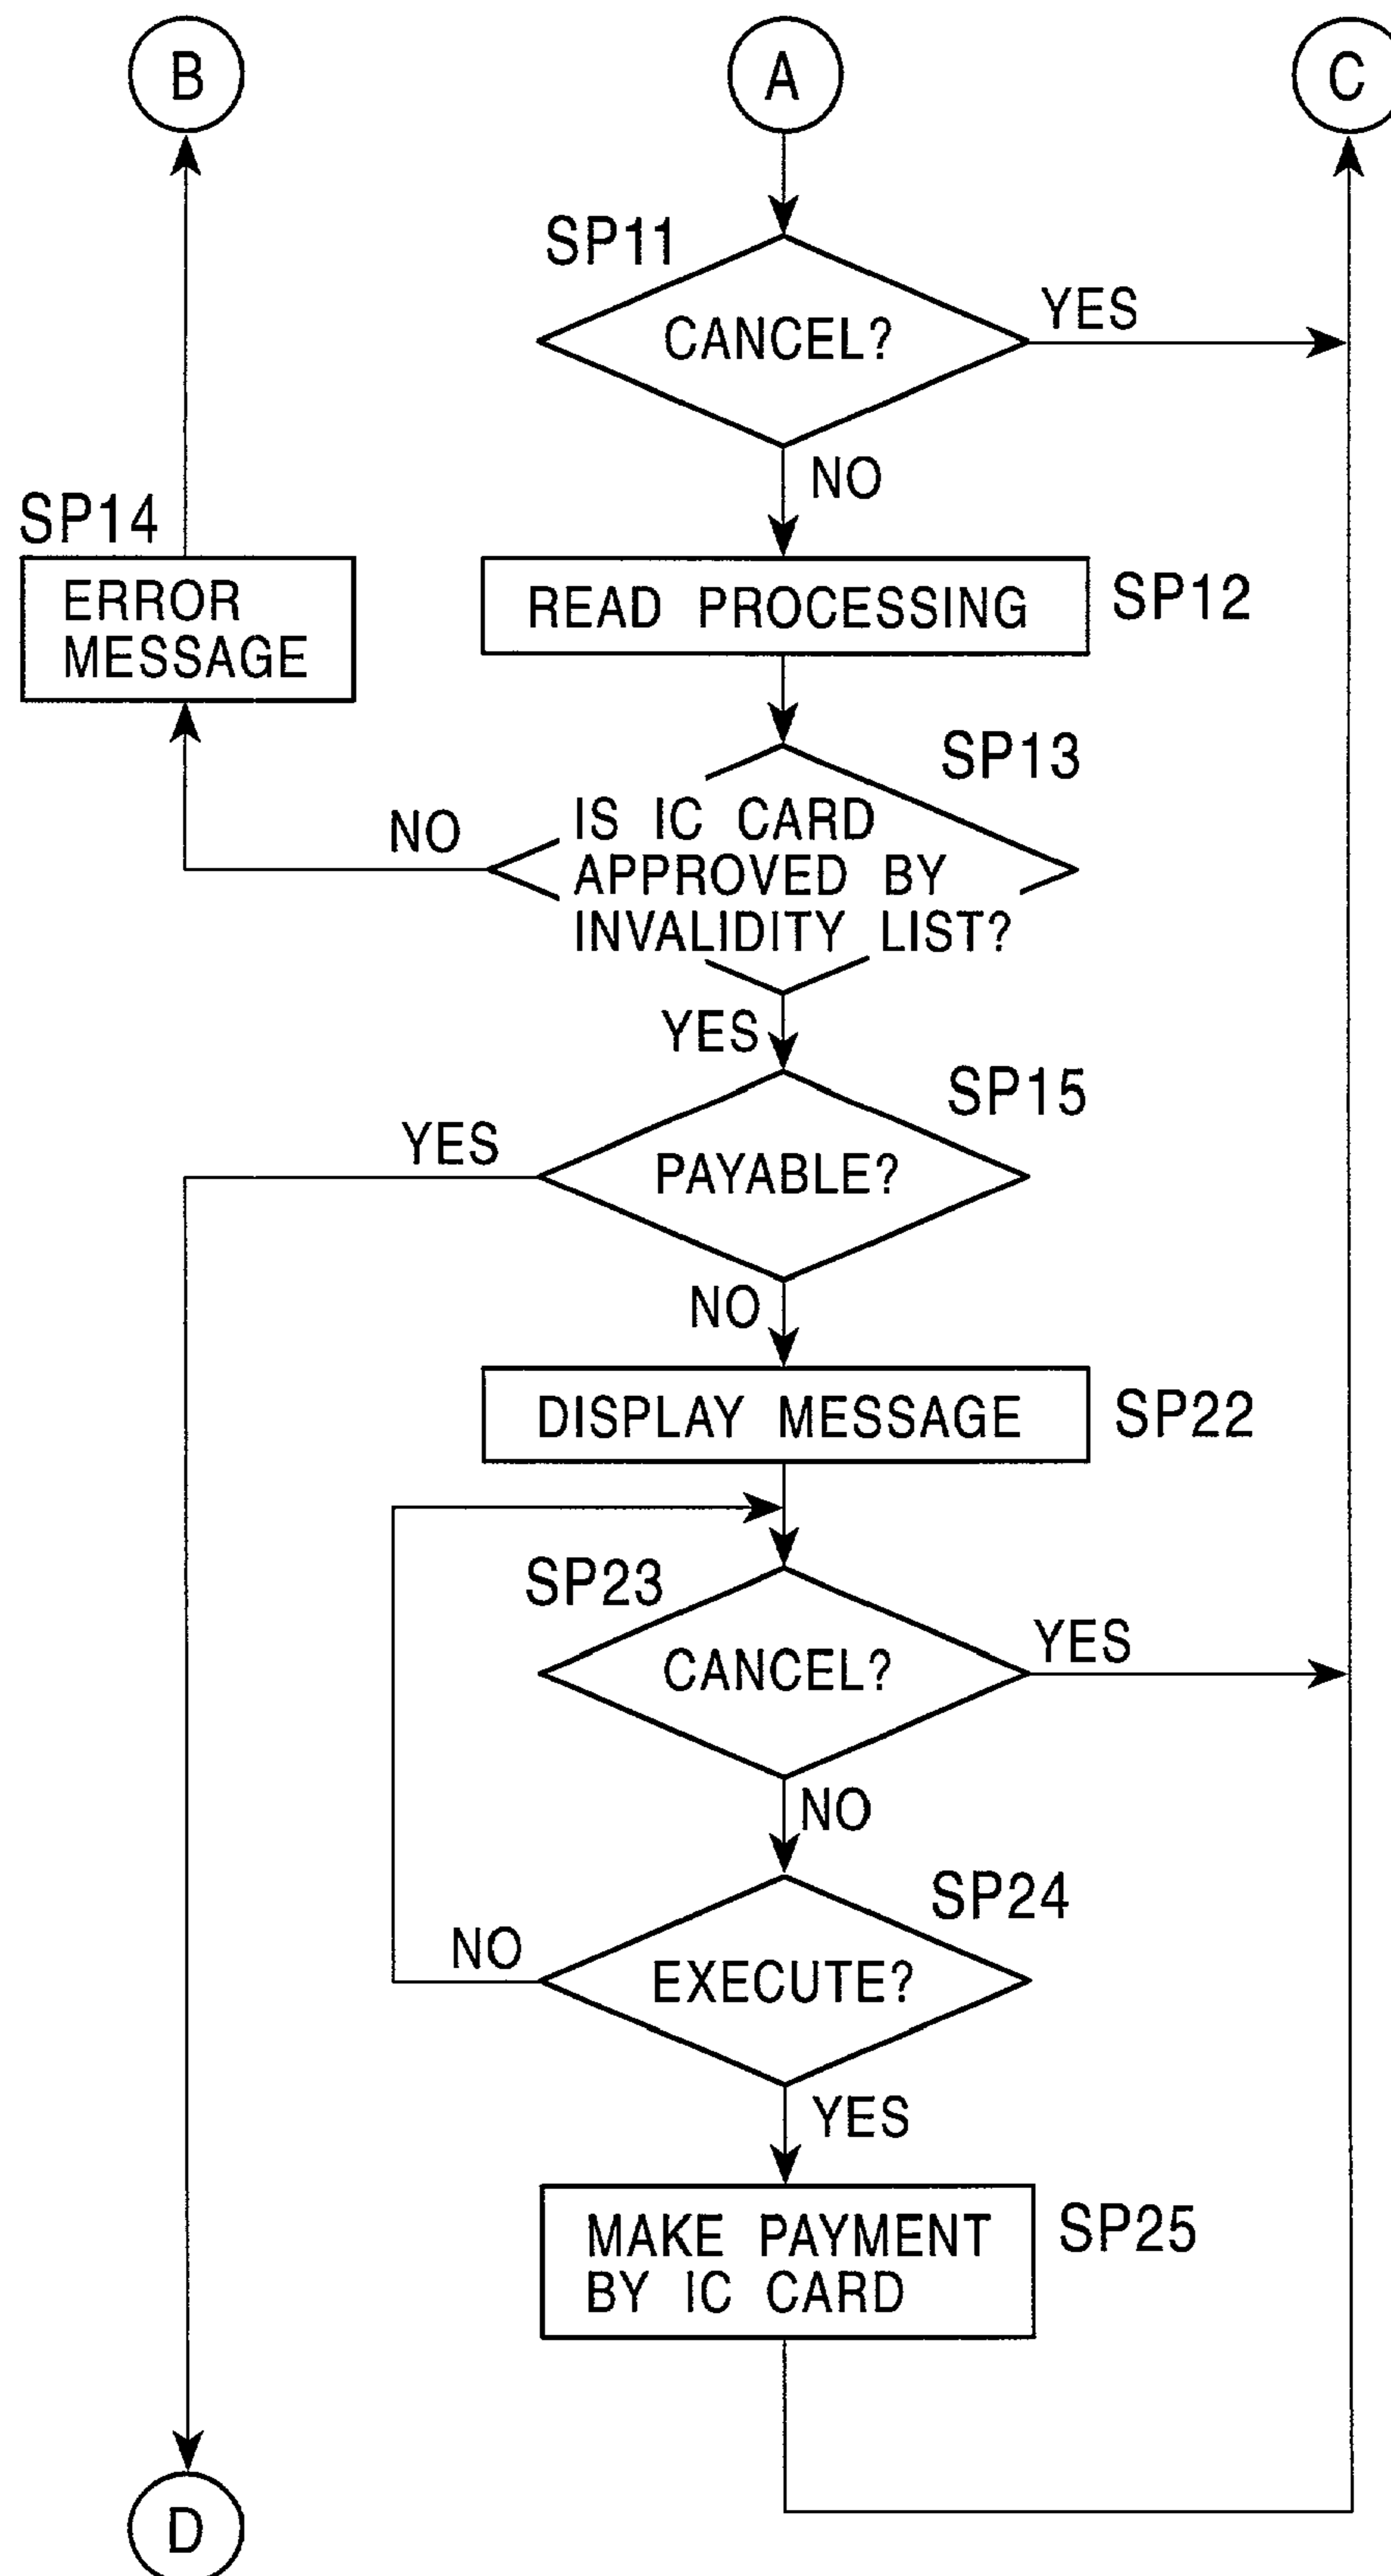 B
A
C
SP11
CANCEL?
YES
NO
SP14
ERROR
MESSAGE
READ PROCESSING
SP12
SP13
NO
IS IC CARD
APPROVED BY
INVALIDITY LIST?
YES
SP15
YES
PAYABLE?
NO
DISPLAY MESSAGE
SP22
SP23
CANCEL?
YES
NO
SP24
NO
EXECUTE?
YES
MAKE PAYMENT
BY IC CARD
SP25
D